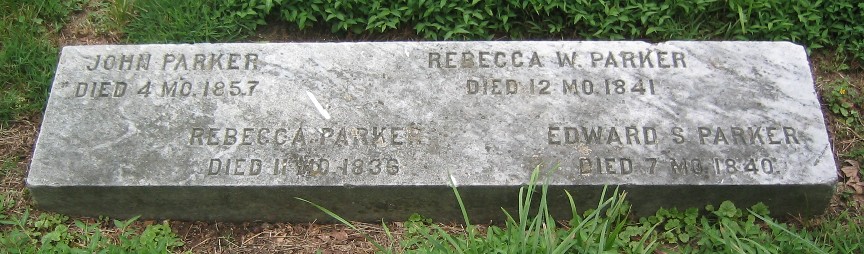 JOHN PARKER
DIED 4 MO. 1857
REBECCA W. PARKER
DIED 12 MO. 1841
REBECCA PARKER
DIED 11 MO. 1836
EDWARD S. PARKER
DIED 7 MO. 1840.